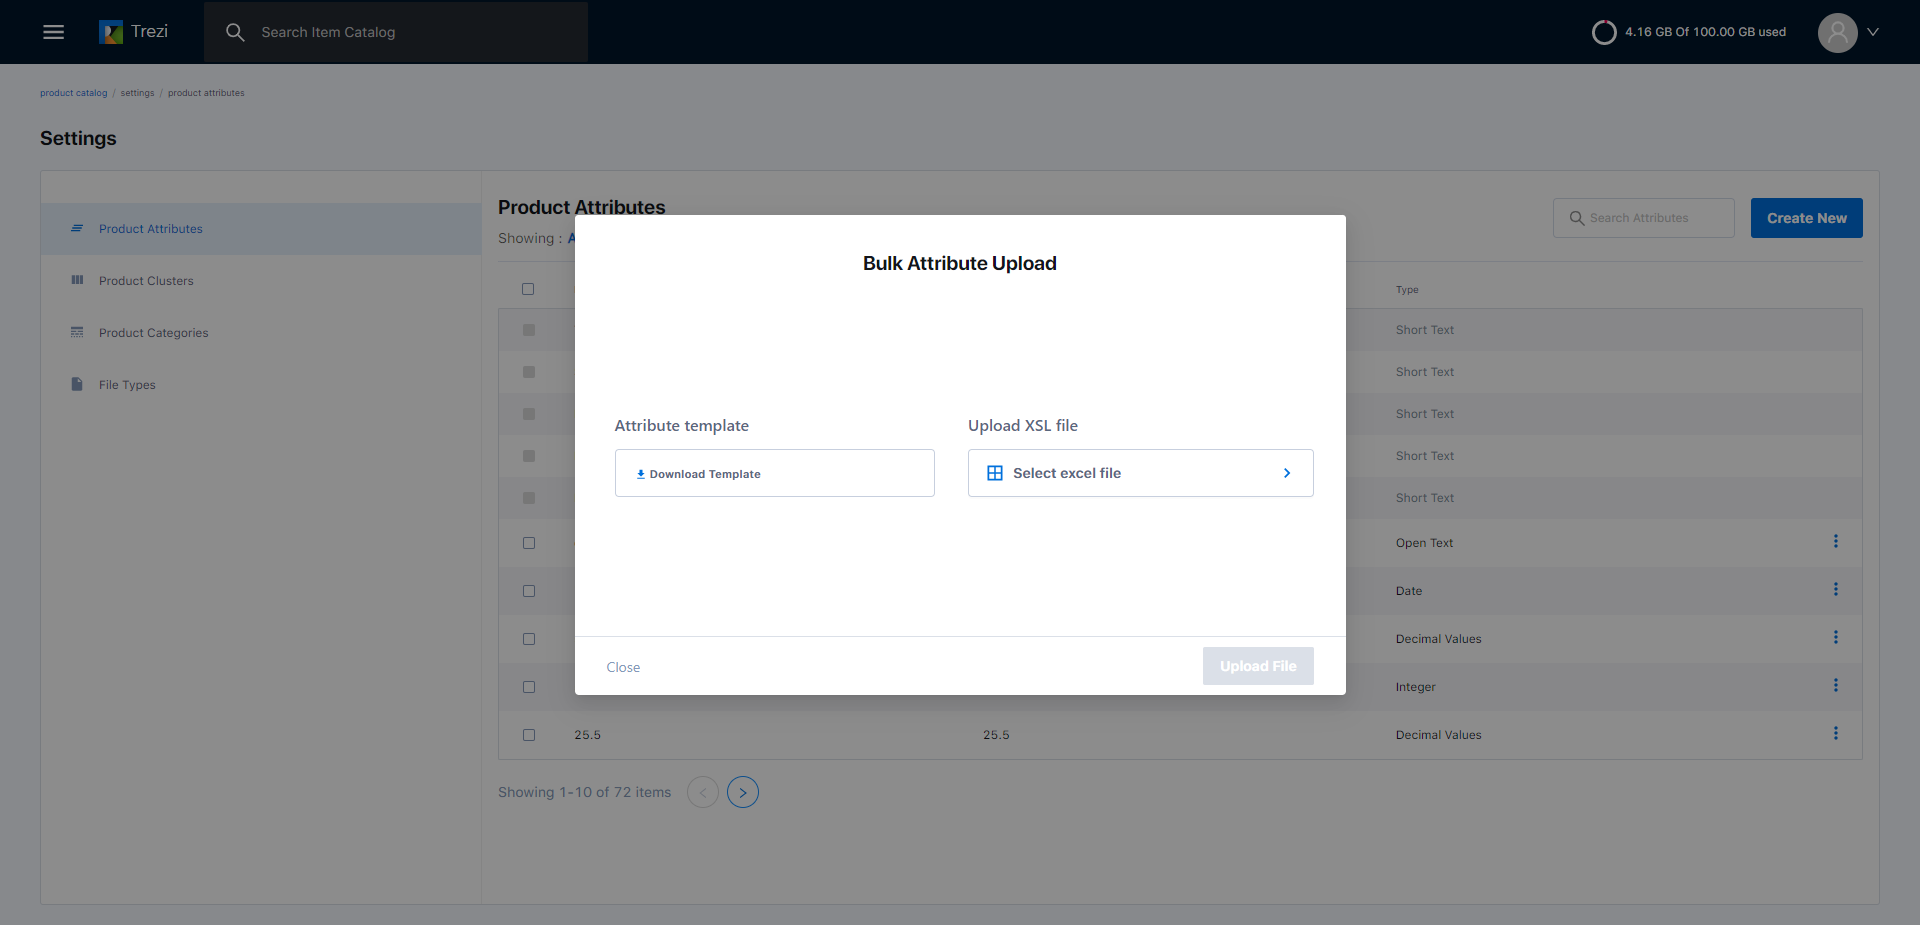 Trezi
Search Item Catalog
4.16 GB Of 100.00 GB used
product catalog / settings / product attributes
Settings
Product Attributes
Product Clusters
Product Categories
File Types
Product Attributes
Showing : A
Search Attributes
Create New
Type
Short Text
Short Text
Short Text
Short Text
Short Text
Open Text
Date
Decimal Values
Integer
25.5 25.5 Decimal Values
Showing 1-10 of 72 items
Bulk Attribute Upload
Attribute template
Download Template
Upload XSL file
Select excel file
Close
Upload File